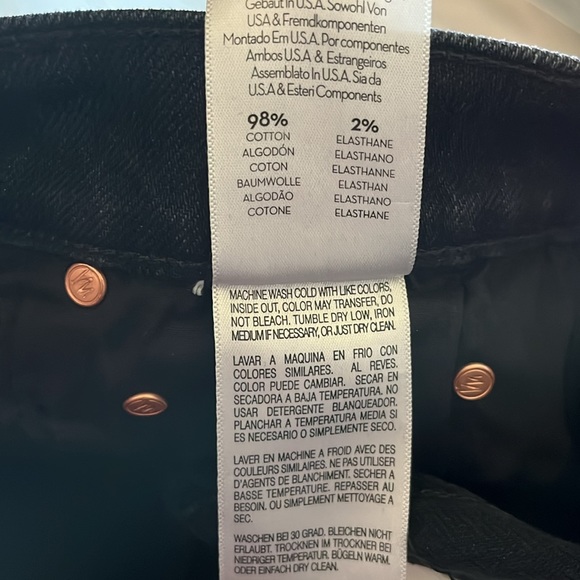 Gebaut In U.S.A. Sowohl Von
USA & Fremdkomponenten
Montado Em U.S.A. Por componentes
Ambos U.S.A & Estrangeiros
Assemblato In U.S.A. Sia da
U.S.A & Esteri Components
98% 2%
COTTON ELASTHANE
ALGODÓN ELASTHANO
COTON ELASTHANNE
BAUMWOLLE ELASTHAN
ALGODÃO ELASTHANO
COTONE ELASTHANE
MACHINE WASH COLD WITH LIKE COLORS,
INSIDE OUT, COLOR MAY TRANSFER, DO
NOT BLEACH. TUMBLE DRY LOW, IRON
MEDIUM IF NECESSARY, OR JUST DRY CLEAN.
LAVAR A MAQUINA EN FRIO CON
COLORES SIMILARES. AL REVES.
COLOR PUEDE CAMBIAR. SECAR EN
SECADORA A BAJA TEMPERATURA. NO
USAR DETERGENTE BLANQUEADOR.
PLANCHAR A TEMPERATURA MEDIA SI
ES NECESARIO O SIMPLEMENTE SECO.
LAVER EN MACHINE A FROID AVEC DES
COULEURS SIMILAIRES. NE PAS UTILISER
D'AGENTS DE BLANCHIMENT. SECHER A
BASSE TEMPERATURE. REPASSER AU
BESOIN. OU SIMPLEMENT METTOYAGE A
SEC.
WASCHEN BEI 30 GRAD. BLEICHEN NICHT
ERLAUBT. TROCKNEN IM TROCKNER BEI
NIEDRIGER TEMPERATUR. BÜGELN WARM.
ODER EINFACH DRY CLEAN.